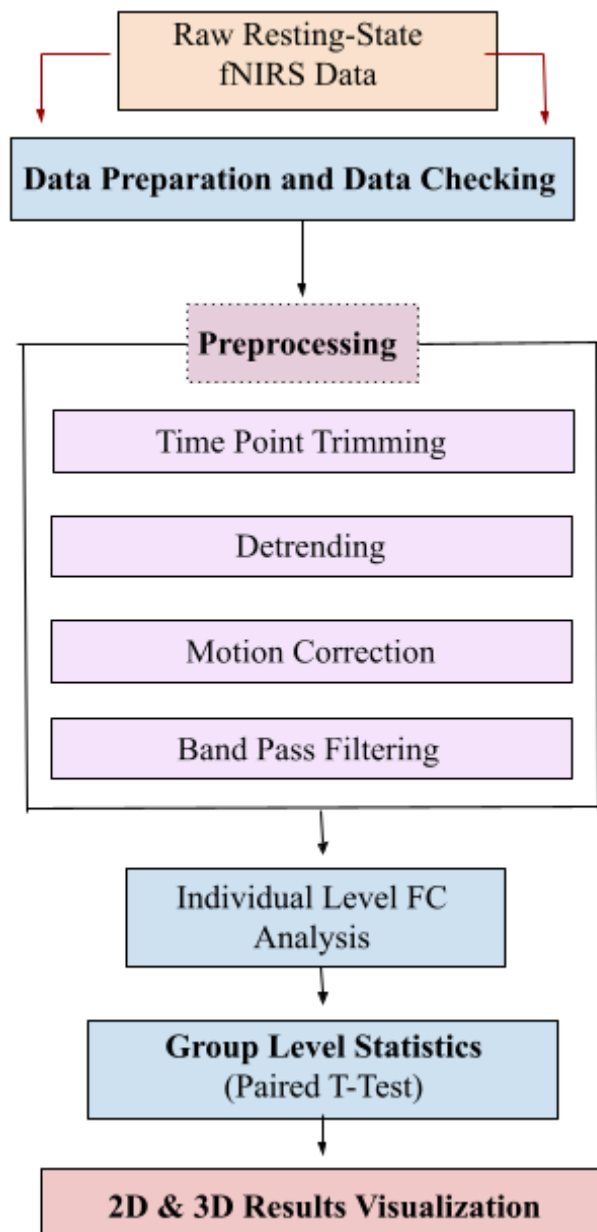 Raw Resting-State
fNIRS Data
Data Preparation and Data Checking
Preprocessing
Time Point Trimming
Detrending
Motion Correction
Band Pass Filtering
Individual Level FC
Analysis
Group Level Statistics
(Paired T-Test)
2D & 3D Results Visualization